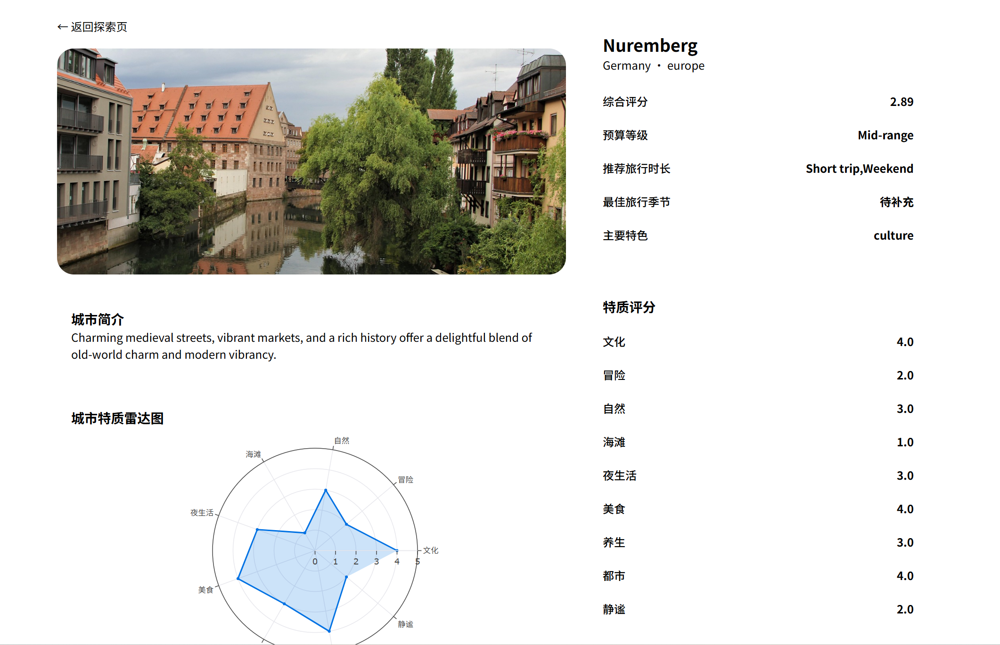 ← 返回探索页
Nuremberg
Germany · europe
综合评分 2.89
预算等级 Mid-range
推荐旅行时长 Short trip,Weekend
最佳旅行季节 待补充
主要特色 culture
城市简介
Charming medieval streets, vibrant markets, and a rich history offer a delightful blend of
old-world charm and modern vibrancy.
特质评分
文化 4.0
冒险 2.0
自然 3.0
海滩 1.0
夜生活 3.0
美食 4.0
养生 3.0
都市 4.0
静谧 2.0
城市特质雷达图
自然
海滩
冒险
夜生活
文化
0 1 2 3 4 5
美食
静谧